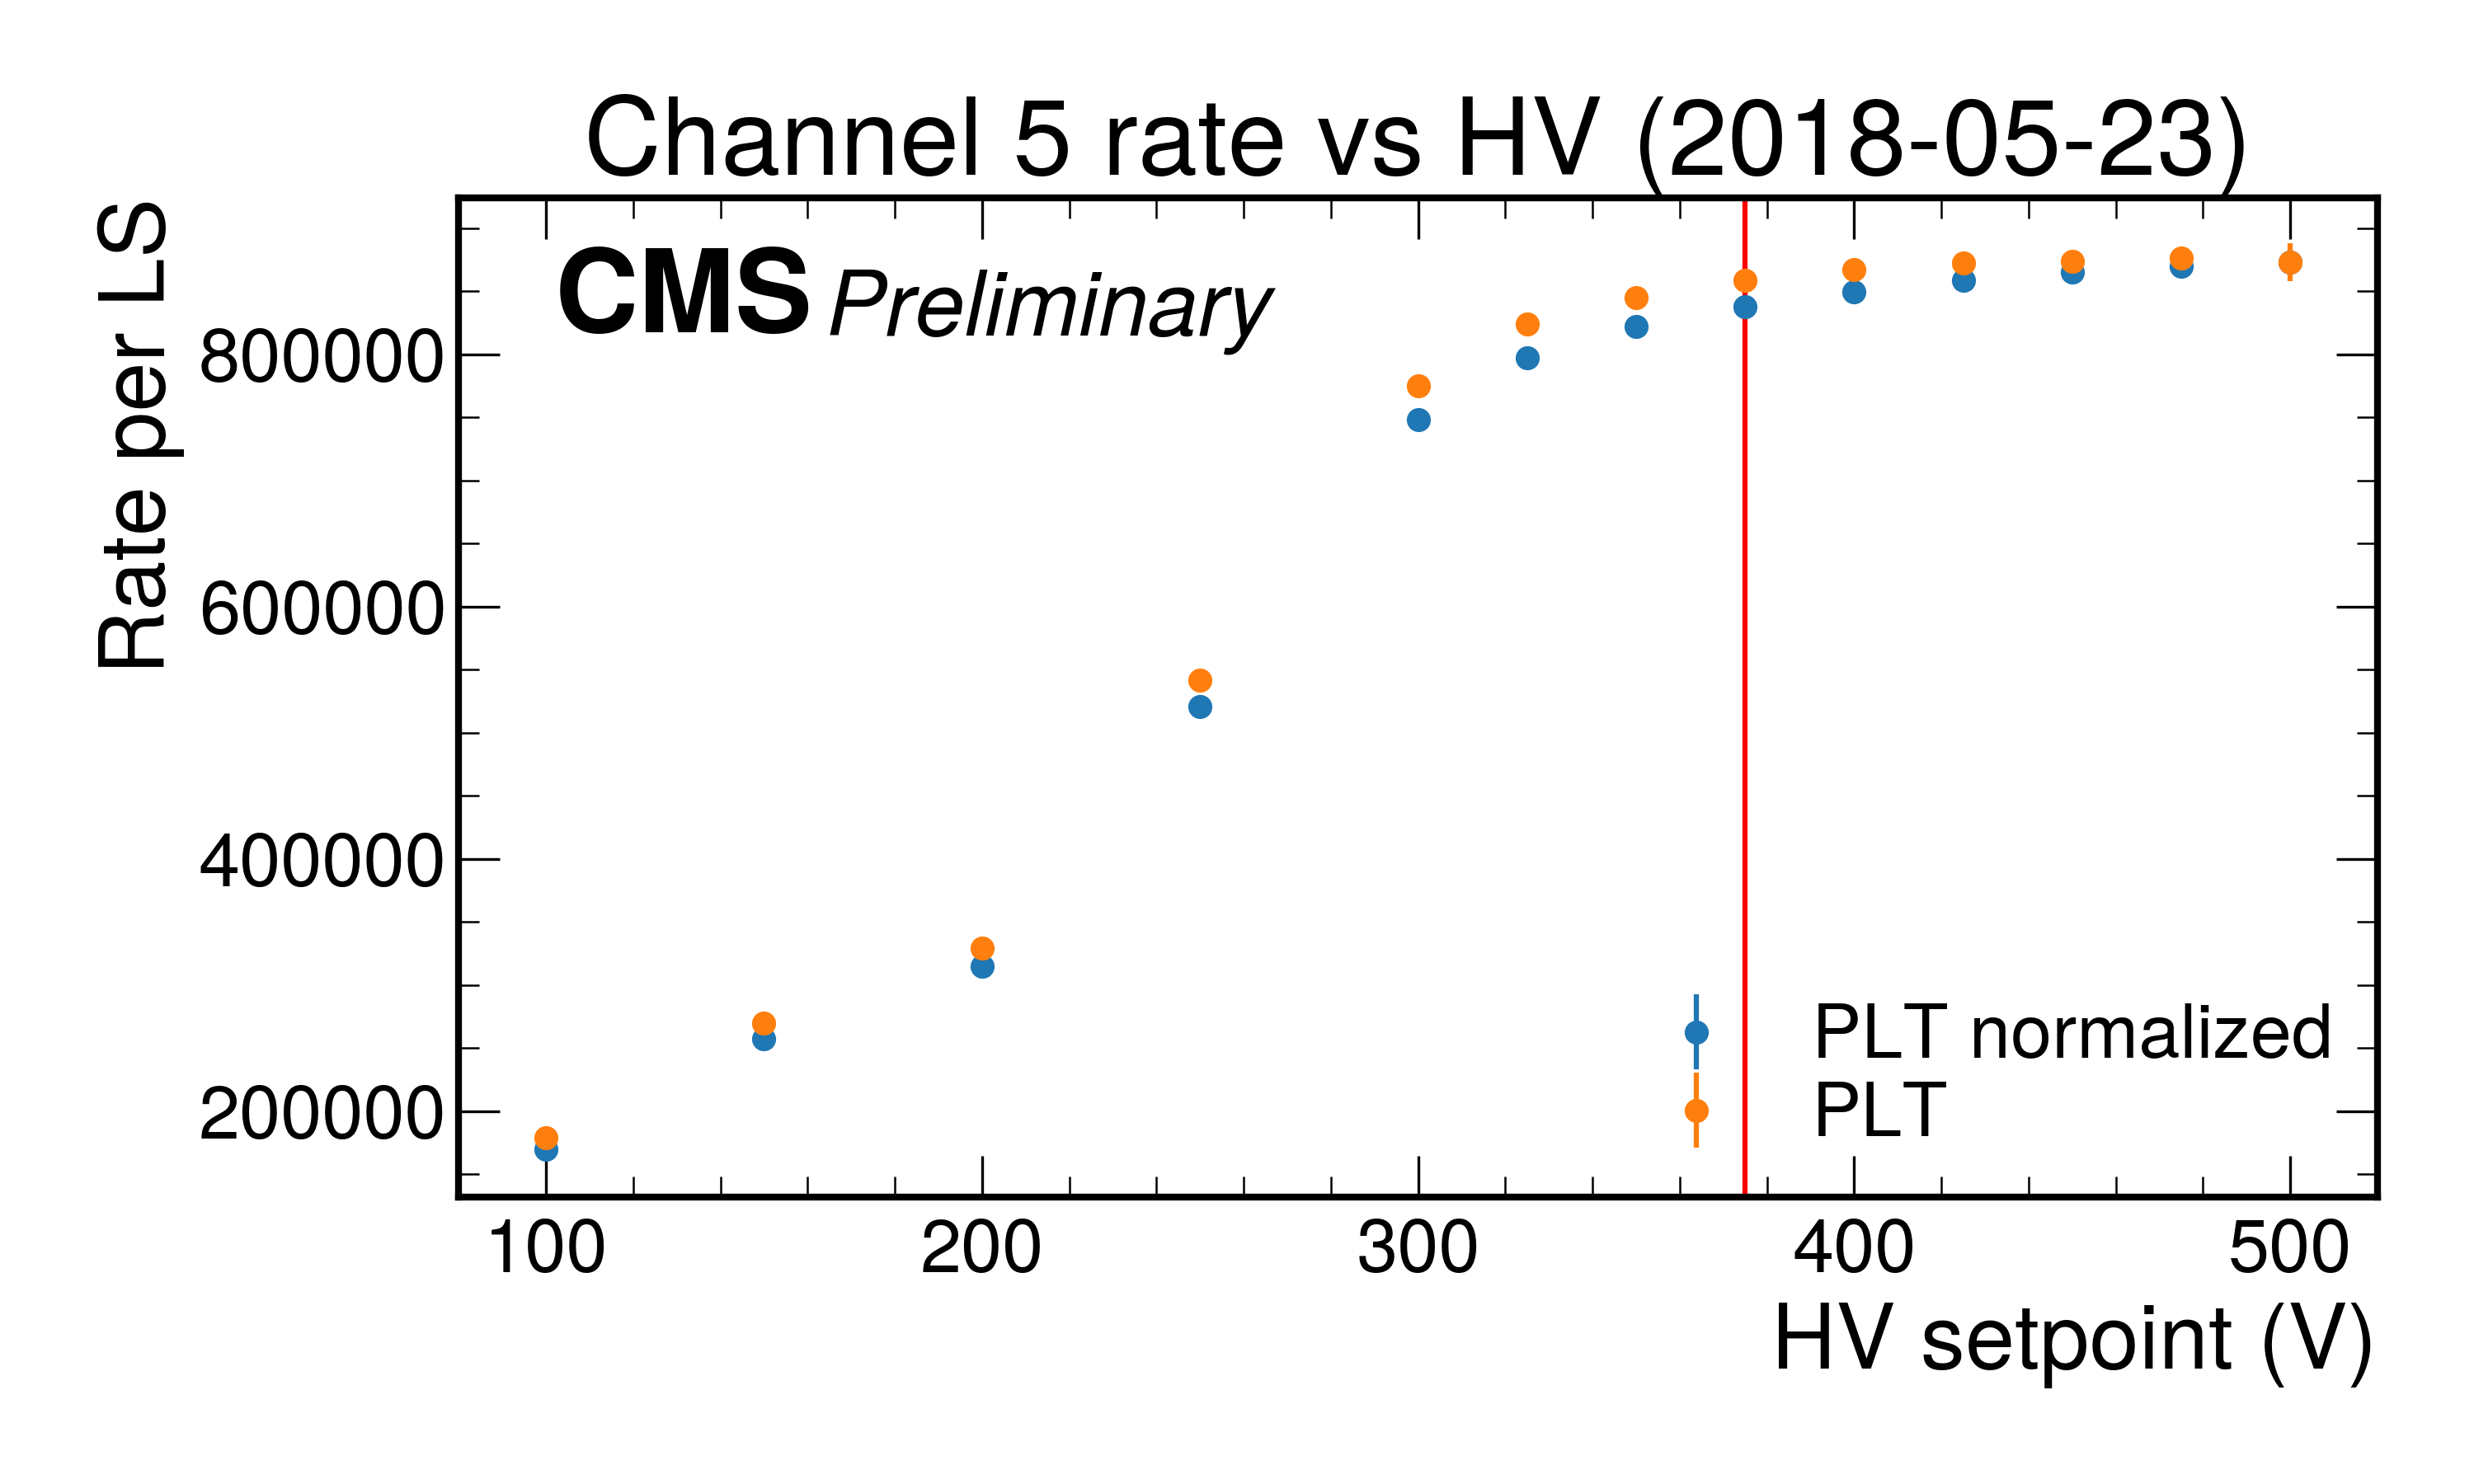 Channel 5 rate vs HV (2018-05-23)
CMS Preliminary
Rate per LS
800000
600000
400000
200000
PLT normalized
PLT
100 200 300 400 500
HV setpoint (V)